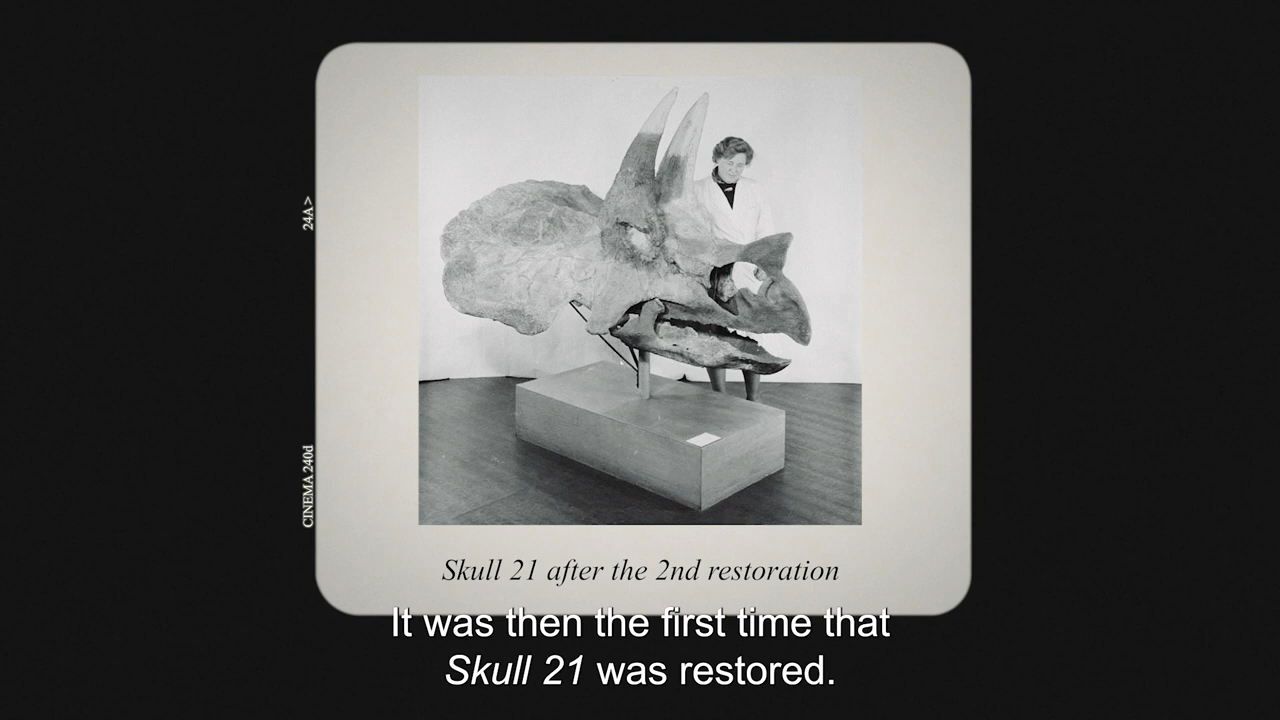 24A>
CINEMA 240d
Skull 21 after the 2nd restoration
It was then the first time that
Skull 21 was restored.